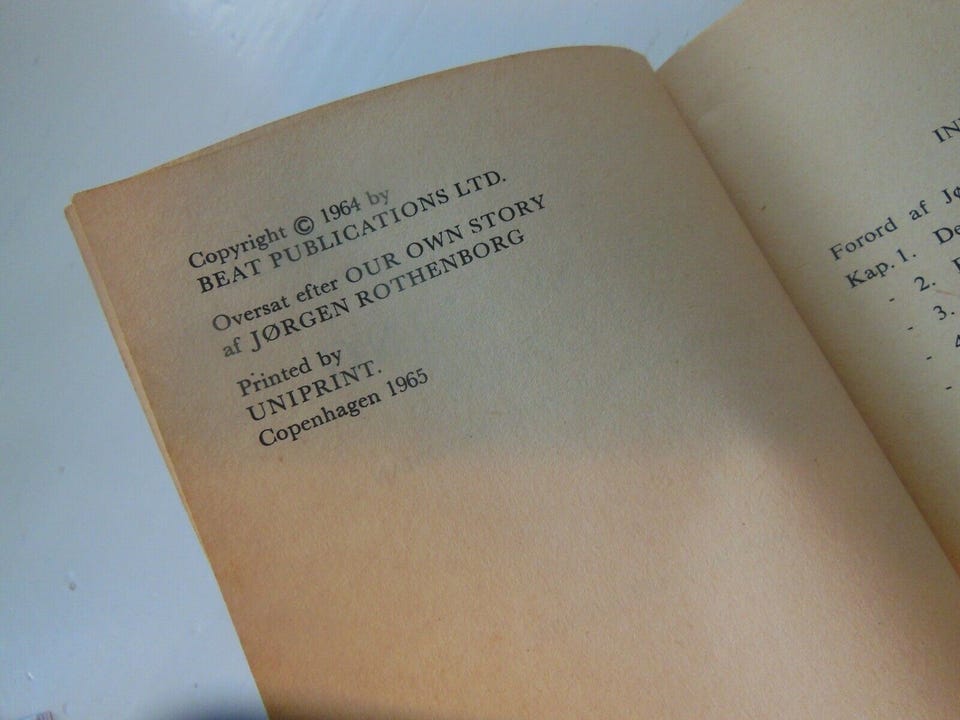 Copyright © 1964 by
BEAT PUBLICATIONS LTD.
Oversat efter OUR OWN STORY
af JØRGEN ROTHENBORG
Printed by
UNIPRINT.
Copenhagen 1965
Forord af
Kap. 1.
- 2.
- 3.
-
-